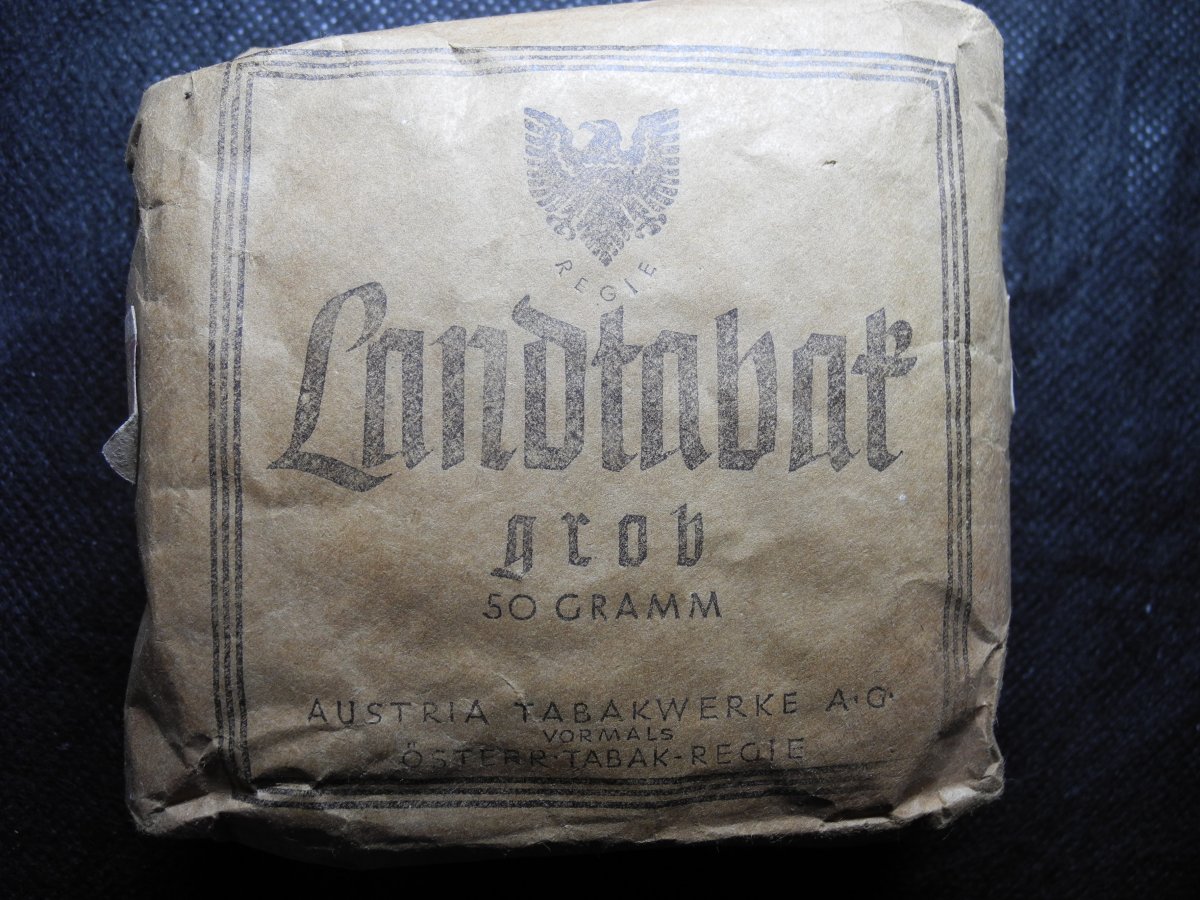 REGIE
Landtabak
grob
50 GRAMM
AUSTRIA TABAKWERKE A·G·
VORMALS
ÖSTERR·TABAK-REGIE